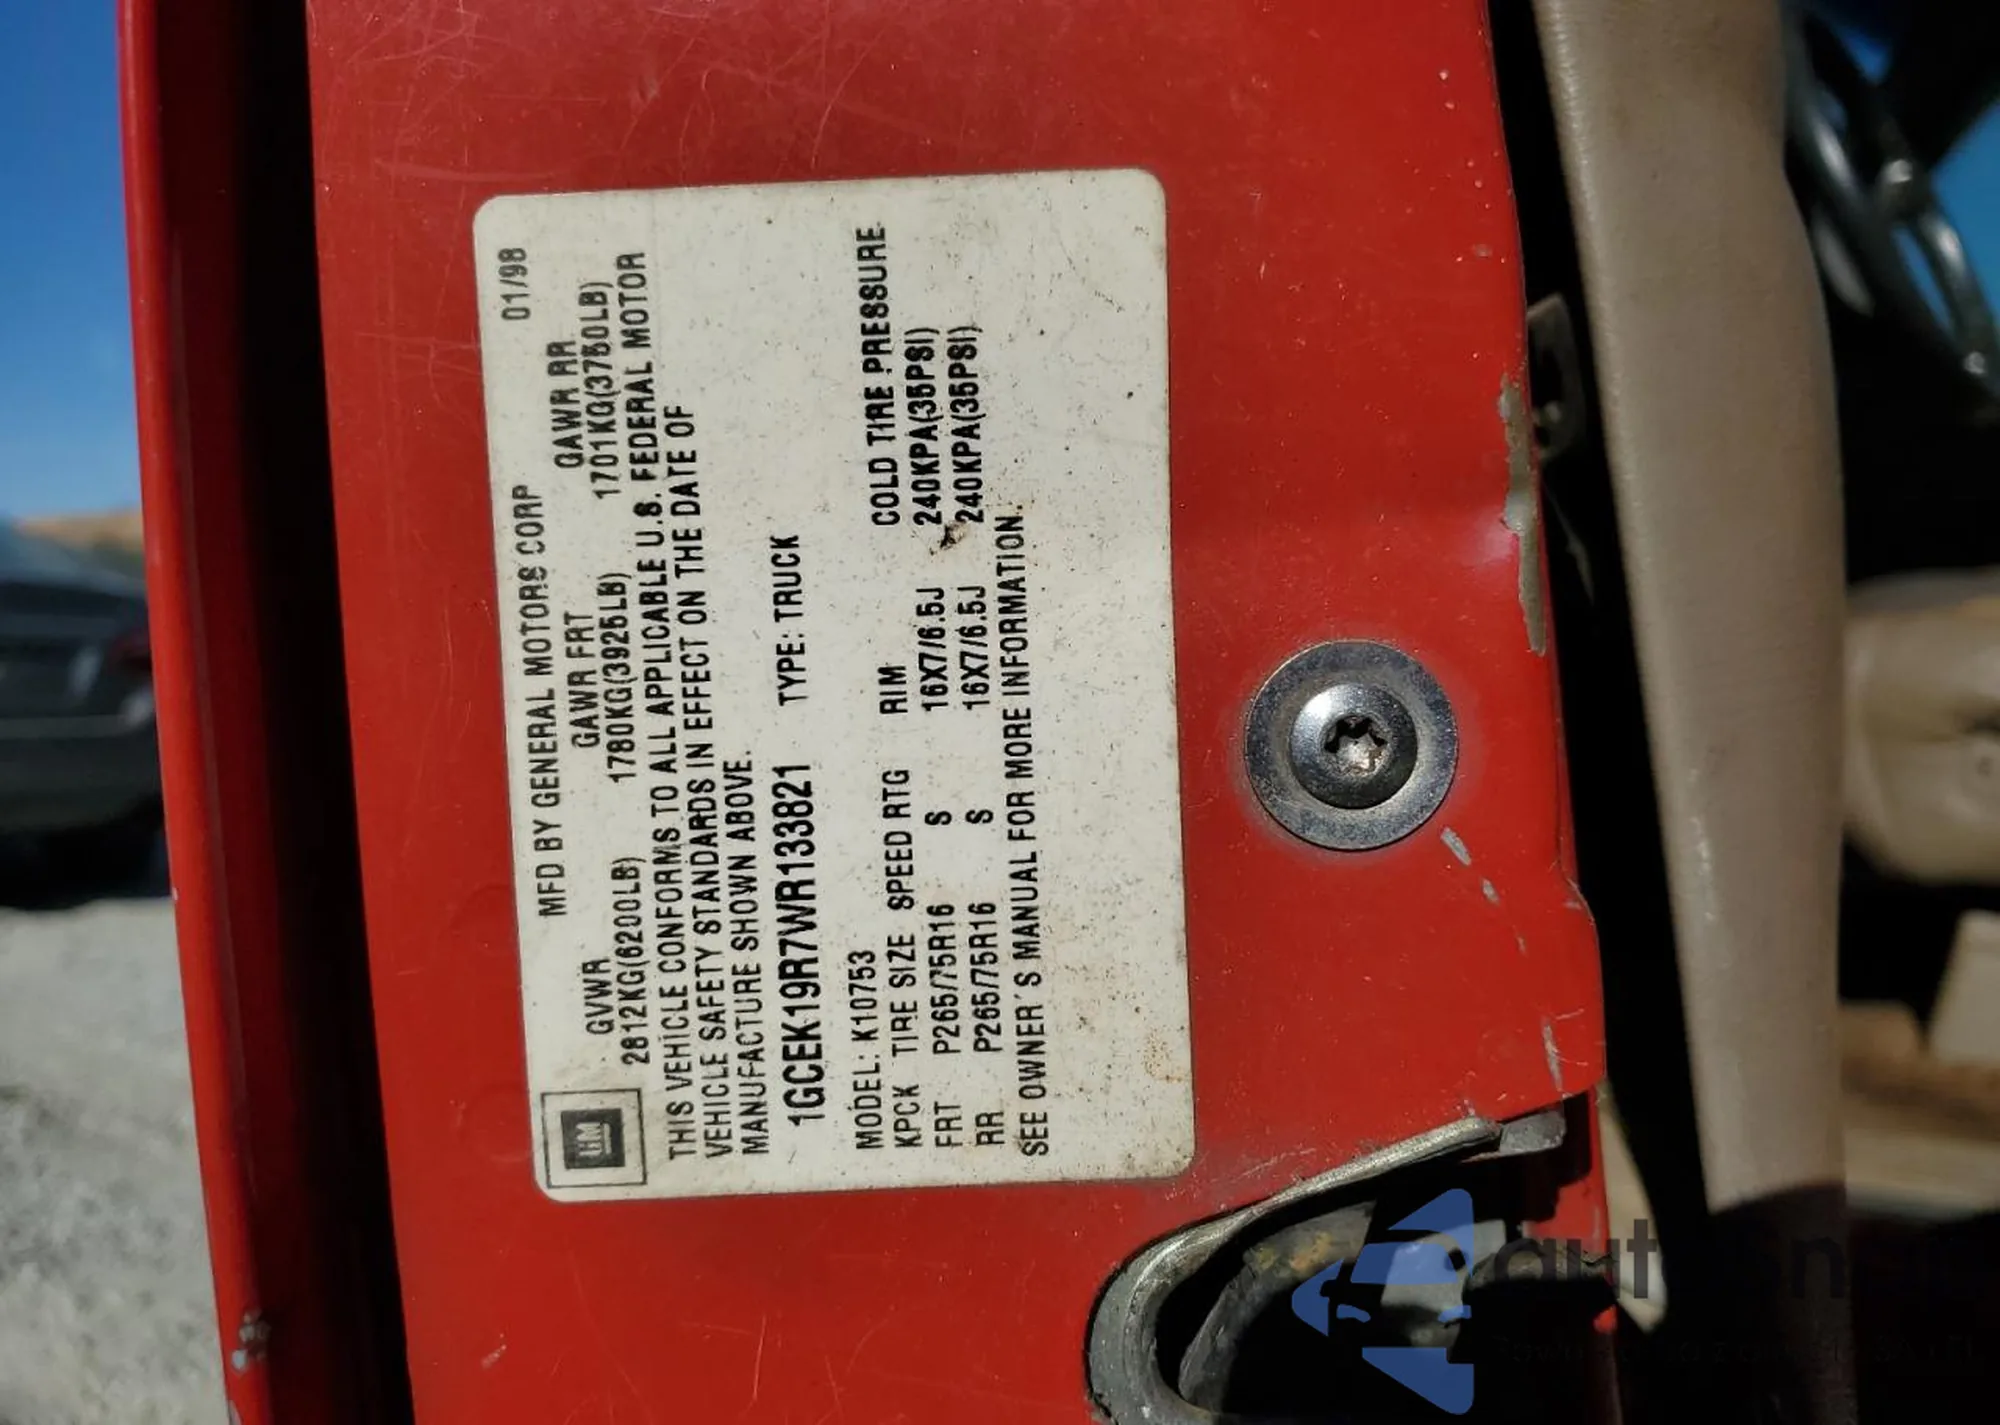 MFD BY GENERAL MOTORS CORP 01/98
GVWR GAWR FRT GAWR RR
2812KG(6200LB) 1780KG(3925LB) 1701KG(3750LB)
THIS VEHICLE CONFORMS TO ALL APPLICABLE U.S. FEDERAL MOTOR
VEHICLE SAFETY STANDARDS IN EFFECT ON THE DATE OF
MANUFACTURE SHOWN ABOVE.
1GCEK19R7WR133821 TYPE: TRUCK
MODEL: K10753
KPCK TIRE SIZE SPEED RTG RIM COLD TIRE PRESSURE
FRT P265/75R16 S 16X7/6.5J 240KPA(35PSI)
RR P265/75R16 S 16X7/6.5J 240KPA(35PSI)
SEE OWNER'S MANUAL FOR MORE INFORMATION.
GM